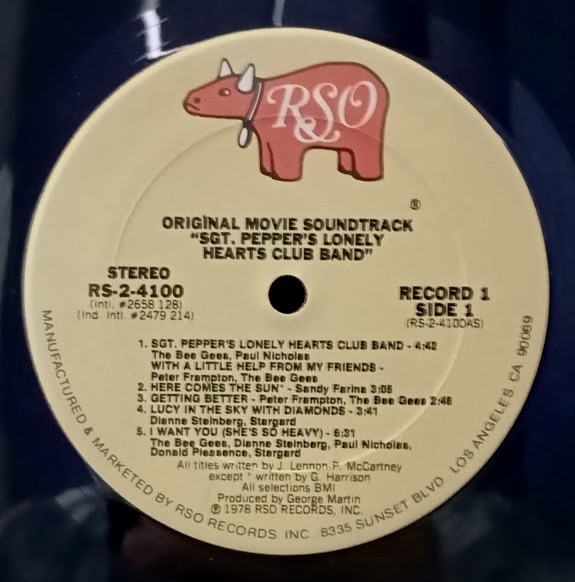 RSO
®
ORIGINAL MOVIE SOUNDTRACK
"SGT. PEPPER'S LONELY
HEARTS CLUB BAND"
STEREO
RS-2-4100
(Intl. #2658 128)
(Ind. Intl. #2479 214)
RECORD 1
SIDE 1
(RS-2-4100AS)
1. SGT. PEPPER'S LONELY HEARTS CLUB BAND - 4:42
The Bee Gees, Paul Nicholas
WITH A LITTLE HELP FROM MY FRIENDS -
Peter Frampton, The Bee Gees
2. HERE COMES THE SUN* - Sandy Farina 3:05
3. GETTING BETTER - Peter Frampton, The Bee Gees 2:46
4. LUCY IN THE SKY WITH DIAMONDS - 3:41
Dianne Steinberg, Stargard
5. I WANT YOU (SHE'S SO HEAVY) - 6:31
The Bee Gees, Dianne Steinberg, Paul Nicholas,
Donald Pleasence, Stargard
All titles written by J. Lennon-P. McCartney
except * written by G. Harrison
All selections BMI
Produced by George Martin
℗ 1978 RSO RECORDS, INC.
MANUFACTURED & MARKETED BY RSO RECORDS INC. 8335 SUNSET BLVD. LOS ANGELES CA 90069